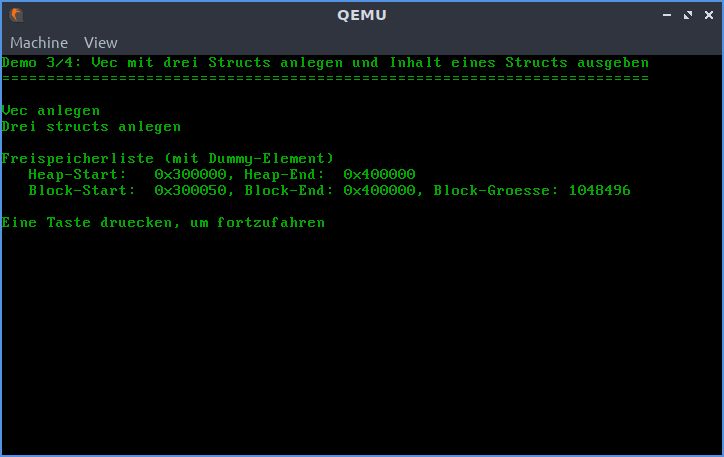 QEMU
Machine View
Demo 3/4: Vec mit drei Structs anlegen und Inhalt eines Structs ausgeben
========================================================================
Vec anlegen
Drei structs anlegen
Freispeicherliste (mit Dummy-Element)
Heap-Start: 0x300000, Heap-End: 0x400000
Block-Start: 0x300050, Block-End: 0x400000, Block-Groesse: 1048496
Eine Taste druecken, um fortzufahren